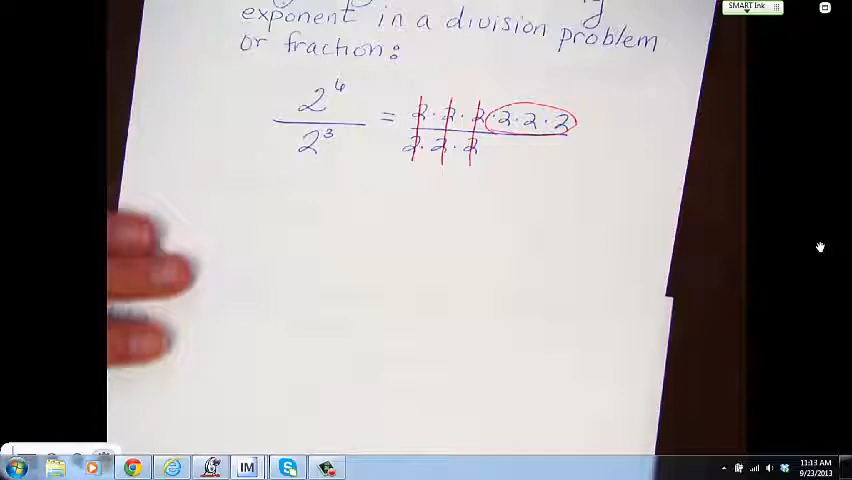 SMART Ink
exponent in a division problem
or fraction:
2⁶ = 2·2·2·2·2·2
2³ 2·2·2
IM
11:13 AM
9/23/2013